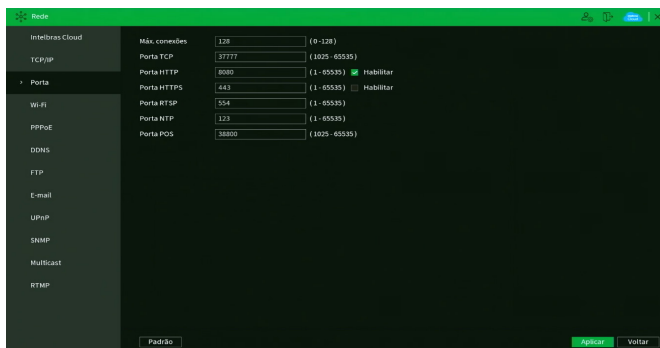 Rede
Intelbras Cloud
TCP/IP
Porta
Wi-Fi
PPPoE
DDNS
FTP
E-mail
UPnP
SNMP
Multicast
RTMP
Máx. conexões 128 (0-128)
Porta TCP 37777 (1025-65535)
Porta HTTP 8080 (1-65535) Habilitar
Porta HTTPS 443 (1-65535) Habilitar
Porta RTSP 554 (1-65535)
Porta NTP 123 (1-65535)
Porta POS 38800 (1025-65535)
Padrão Aplicar Voltar